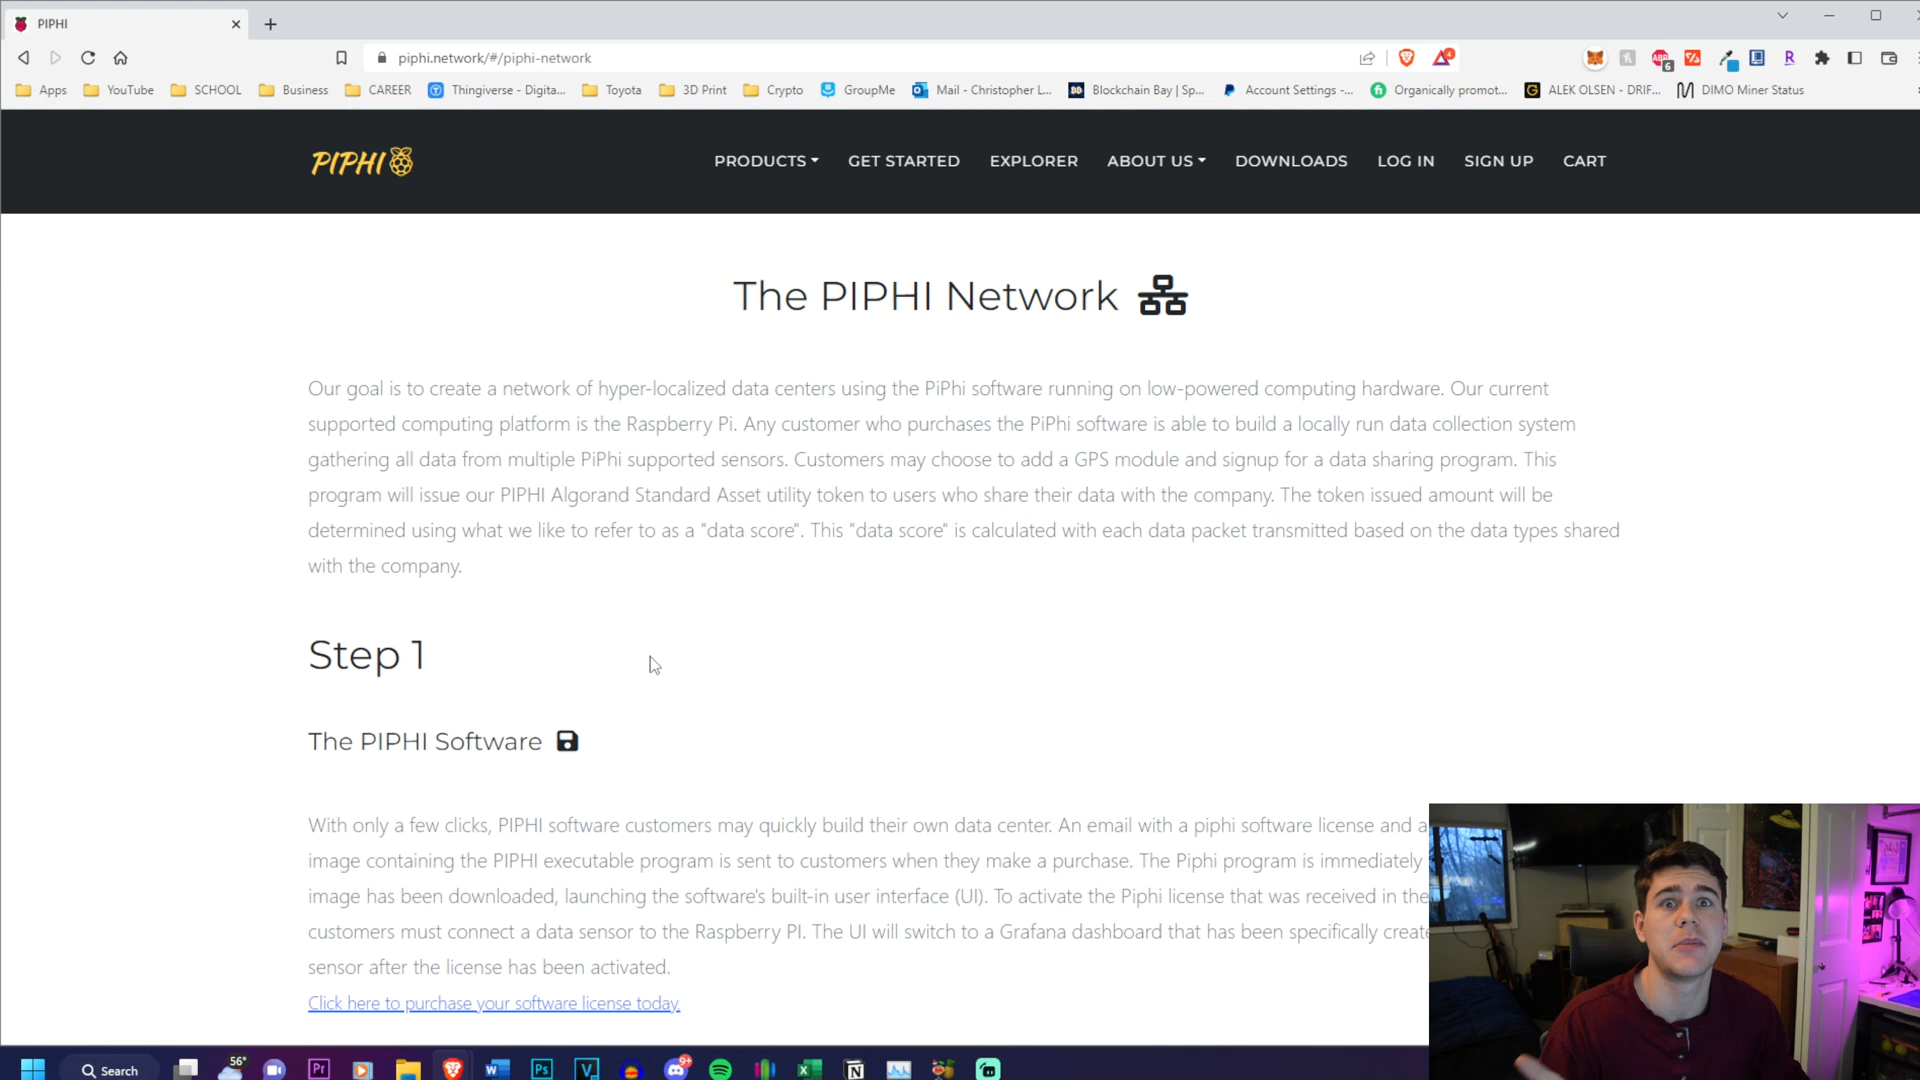 PIPHI
piphi.network/#/piphi-network
Apps YouTube SCHOOL Business CAREER Thingiverse - Digita... Toyota 3D Print Crypto GroupMe Mail - Christopher L... Blockchain Bay | Sp... Account Settings -... Organically promot... ALEK OLSEN - DRIF... DIMO Miner Status
PIPHI PRODUCTS GET STARTED EXPLORER ABOUT US DOWNLOADS LOG IN SIGN UP CART
The PIPHI Network
Our goal is to create a network of hyper-localized data centers using the PiPhi software running on low-powered computing hardware. Our current
supported computing platform is the Raspberry Pi. Any customer who purchases the PiPhi software is able to build a locally run data collection system
gathering all data from multiple PiPhi supported sensors. Customers may choose to add a GPS module and signup for a data sharing program. This
program will issue our PIPHI Algorand Standard Asset utility token to users who share their data with the company. The token issued amount will be
determined using what we like to refer to as a "data score". This "data score" is calculated with each data packet transmitted based on the data types shared
with the company.
Step 1
The PIPHI Software
With only a few clicks, PIPHI software customers may quickly build their own data center. An email with a piphi software license and a
image containing the PIPHI executable program is sent to customers when they make a purchase. The Piphi program is immediately
image has been downloaded, launching the software's built-in user interface (UI). To activate the Piphi license that was received in the
customers must connect a data sensor to the Raspberry PI. The UI will switch to a Grafana dashboard that has been specifically create
sensor after the license has been activated.
Click here to purchase your software license today.
Search 56° 9+